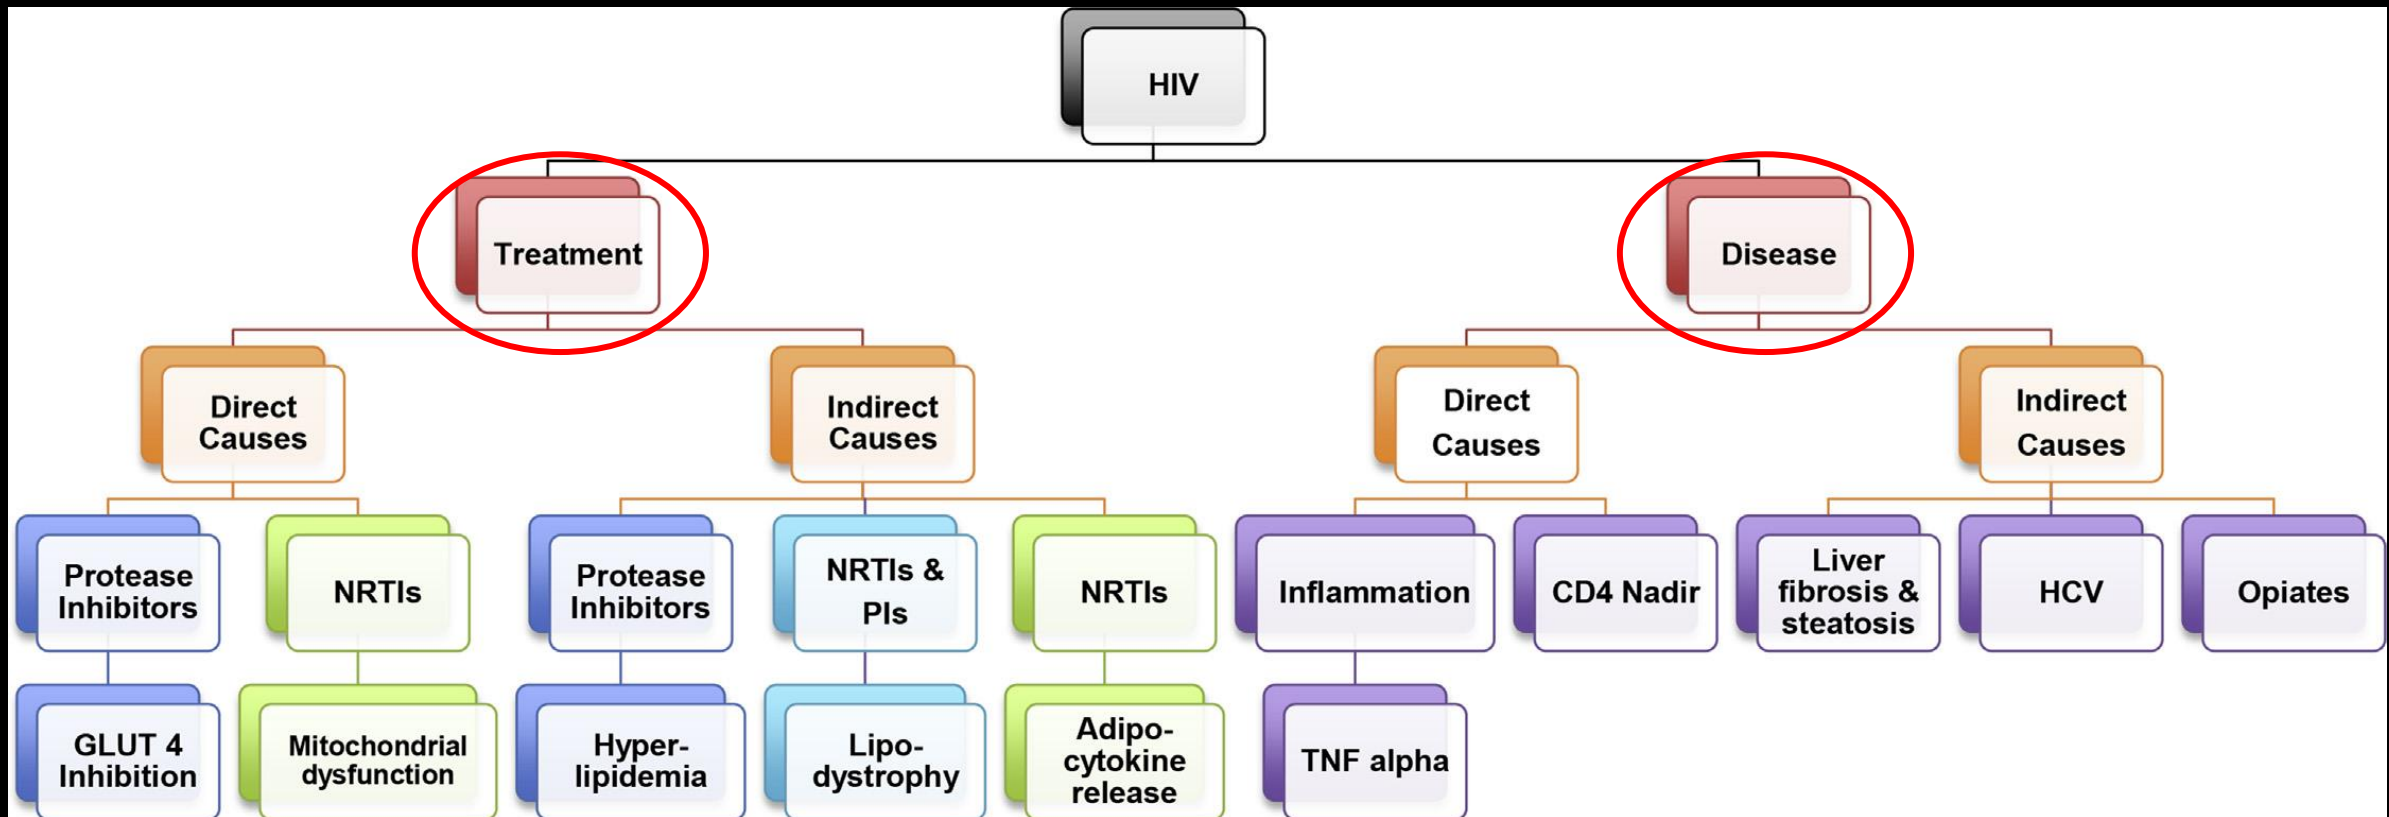 HIV
Treatment
Disease
Direct
Causes
Indirect
Causes
Direct
Causes
Indirect
Causes
Protease
Inhibitors
NRTIs
Protease
Inhibitors
NRTIs &
PIs
NRTIs
Inflammation
CD4 Nadir
Liver
fibrosis &
steatosis
HCV
Opiates
GLUT 4
Inhibition
Mitochondrial
dysfunction
Hyper-
lipidemia
Lipo-
dystrophy
Adipo-
cytokine
release
TNF alpha